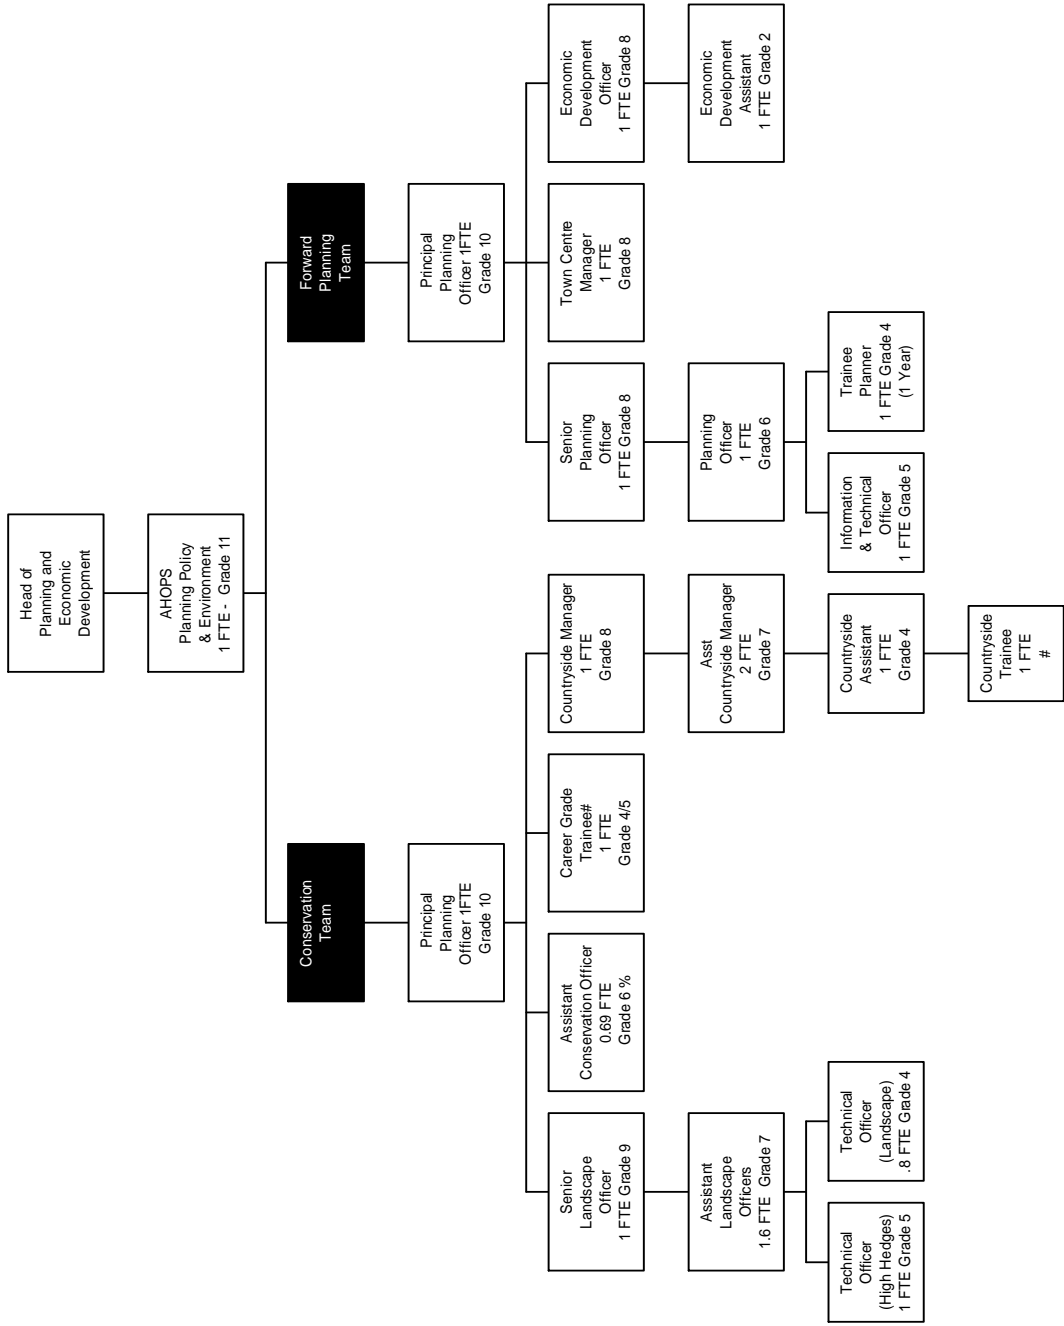 Head of
Planning and
Economic
Development
AHOPS
Planning Policy
& Environment
1 FTE - Grade 11
Conservation
Team
Forward
Planning
Team
Principal
Planning
Officer 1FTE
Grade 10
Principal
Planning
Officer 1FTE
Grade 10
Senior
Landscape
Officer
1 FTE Grade 9
Assistant
Conservation Officer
0.69 FTE
Grade 6 %
Career Grade
Trainee#
1 FTE
Grade 4/5
Countryside Manager
1 FTE
Grade 8
Senior
Planning
Officer
1 FTE Grade 8
Town Centre
Manager
1 FTE
Grade 8
Economic
Development
Officer
1 FTE Grade 8
Assistant
Landscape
Officers
1.6 FTE Grade 7
Asst
Countryside Manager
2 FTE
Grade 7
Planning
Officer
1 FTE
Grade 6
Economic
Development
Assistant
1 FTE Grade 2
Technical
Officer
(High Hedges)
1 FTE Grade 5
Technical
Officer
(Landscape)
.8 FTE Grade 4
Countryside
Assistant
1 FTE
Grade 4
Information
& Technical
Officer
1 FTE Grade 5
Trainee
Planner
1 FTE Grade 4
(1 Year)
Countryside
Trainee
1 FTE
#